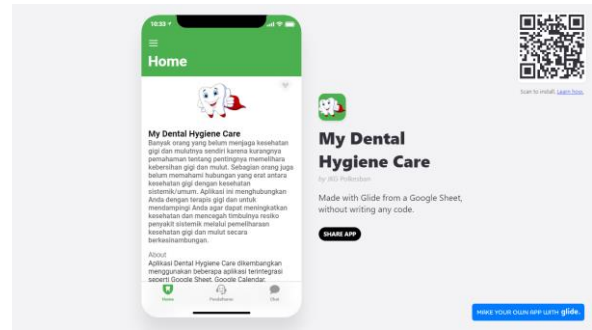 10:33
Home
My Dental Hygiene Care
Banyak orang yang belum menjaga kesehatan
gigi dan mulutnya sendiri karena kurangnya
pemahaman tentang pentingnya memelihara
kebersihan gigi dan mulut. Sebagian orang juga
belum memahami hubungan yang erat antara
kesehatan gigi dengan kesehatan
sistemik/umum. Aplikasi ini menghubungkan
Anda dengan terapis gigi dan untuk
mendampingi Anda agar dapat meningkatkan
kesehatan dan mencegah timbulnya resiko
penyakit sistemik melalui pemeliharaan
kesehatan gigi dan mulut secara
berkesinambungan.
About
Aplikasi Dental Hygiene Care dikembangkan
menggunakan beberapa aplikasi terintegrasi
seperti Google Sheet, Google Calendar,
Home
Pendaftaran
Chat
My Dental
Hygiene Care
by JKG
Made with Glide from a Google Sheet,
without writing any code.
SHARE APP
Scan to install. Learn how.
MAKE YOUR OWN APP WITH glide.